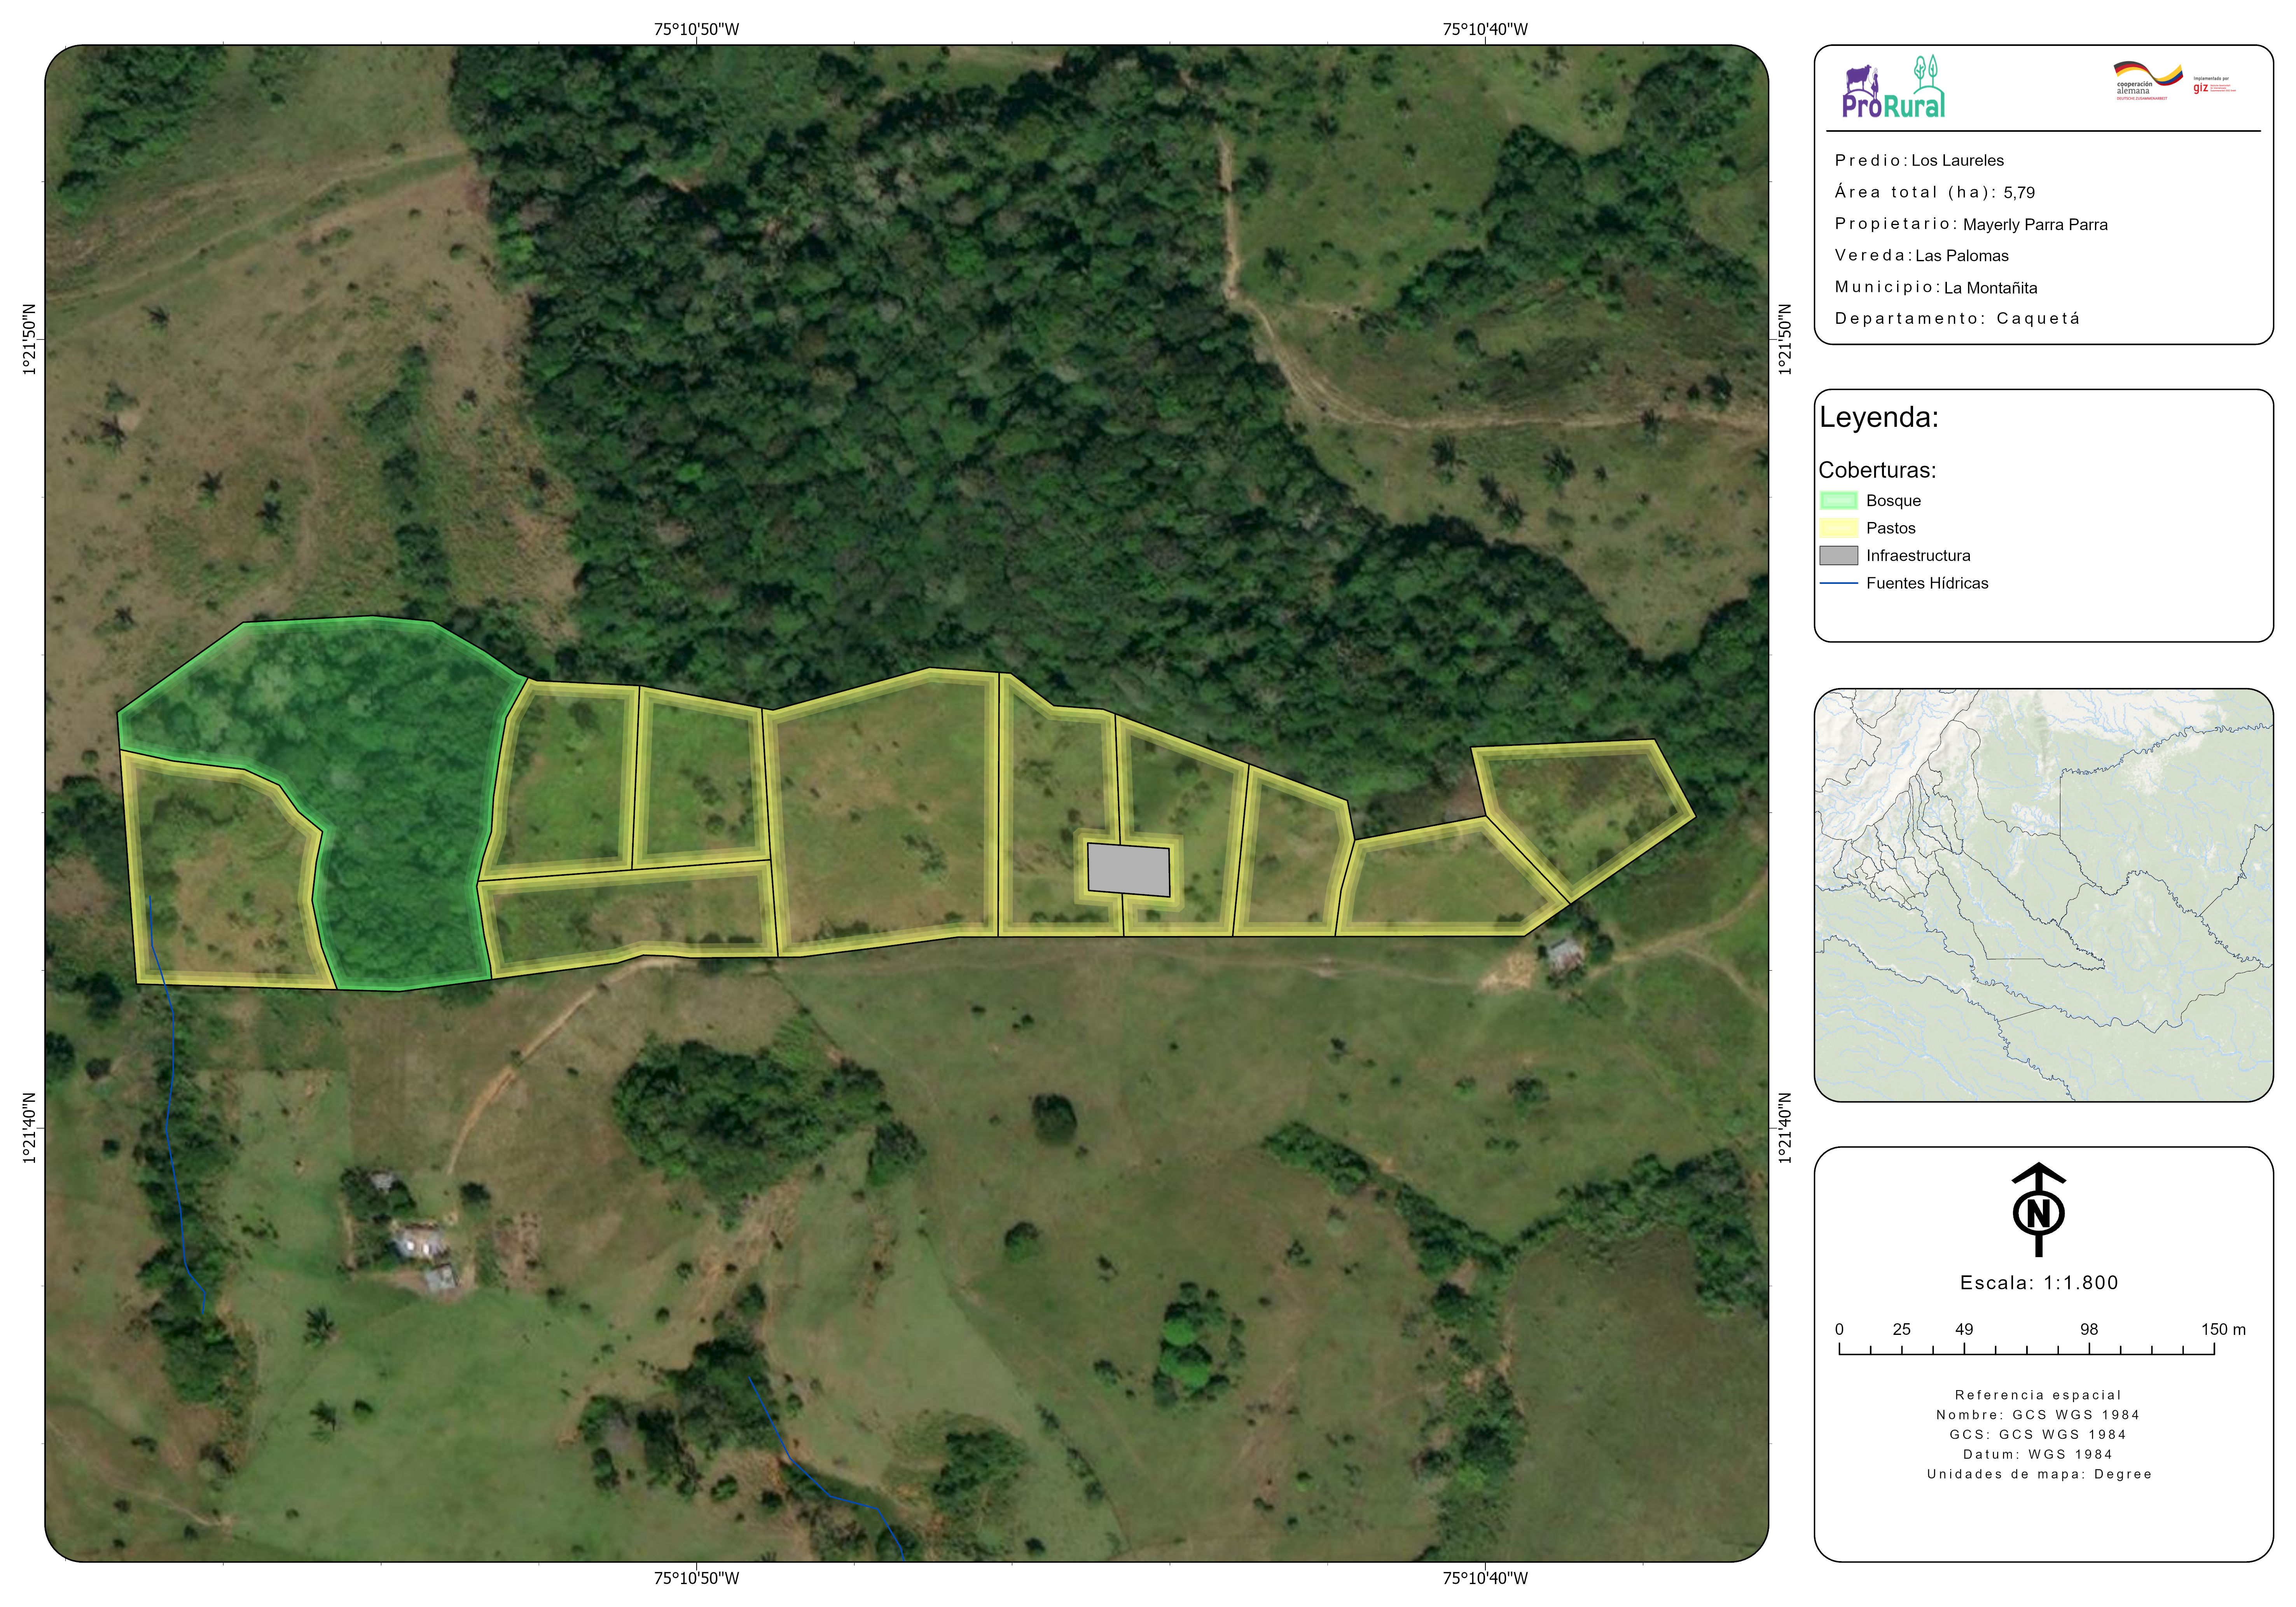 75°10'50"W
75°10'40"W
1°21'50"N
1°21'50"N
1°21'40"N
1°21'40"N
75°10'50"W
75°10'40"W
ProRural
cooperación
alemana
DEUTSCHE ZUSAMMENARBEIT
Implementada por
giz
Predio: Los Laureles
Área total (ha): 5,79
Propietario: Mayerly Parra Parra
Vereda: Las Palomas
Municipio: La Montañita
Departamento: Caquetá
Leyenda:
Coberturas:
Bosque
Pastos
Infraestructura
Fuentes Hídricas
N
Escala: 1:1.800
0 25 49 98 150 m
Referencia espacial
Nombre: GCS WGS 1984
GCS: GCS WGS 1984
Datum: WGS 1984
Unidades de mapa: Degree